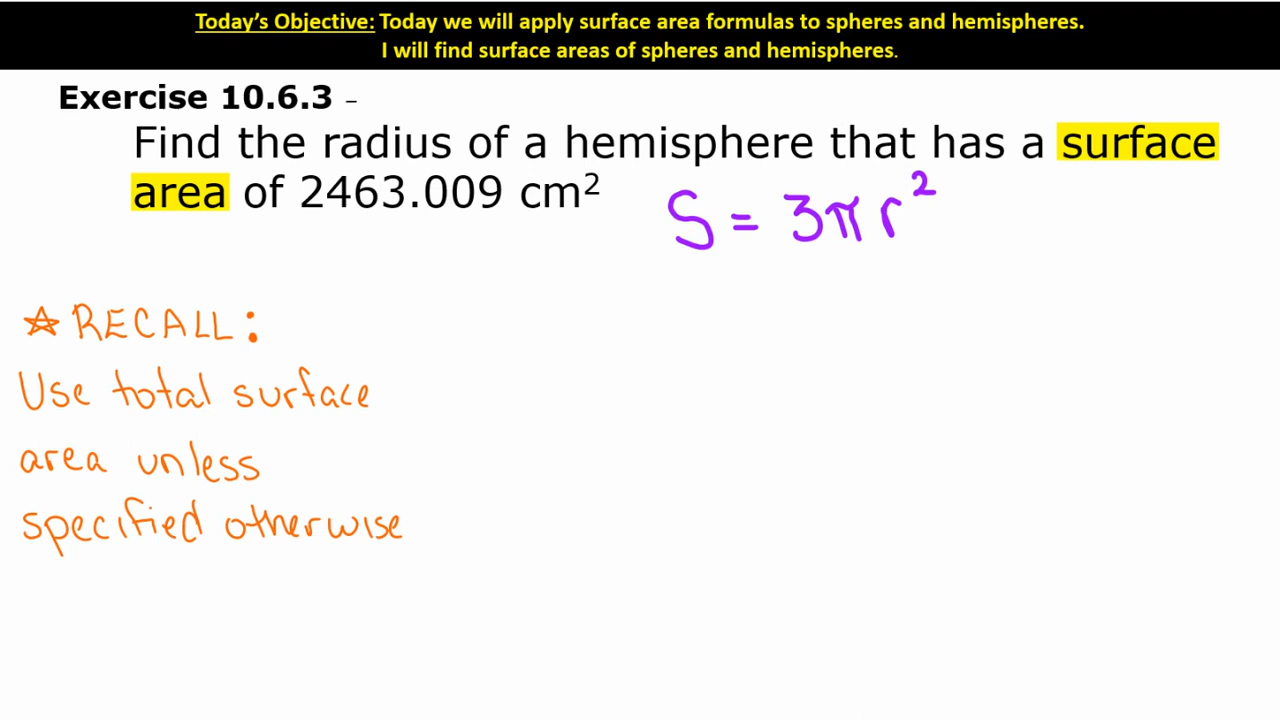 Today's Objective: Today we will apply surface area formulas to spheres and hemispheres.
I will find surface areas of spheres and hemispheres.
Exercise 10.6.3 –
Find the radius of a hemisphere that has a surface
area of 2463.009 cm²
S = 3πr²
☆ RECALL:
Use total surface
area unless
specified otherwise